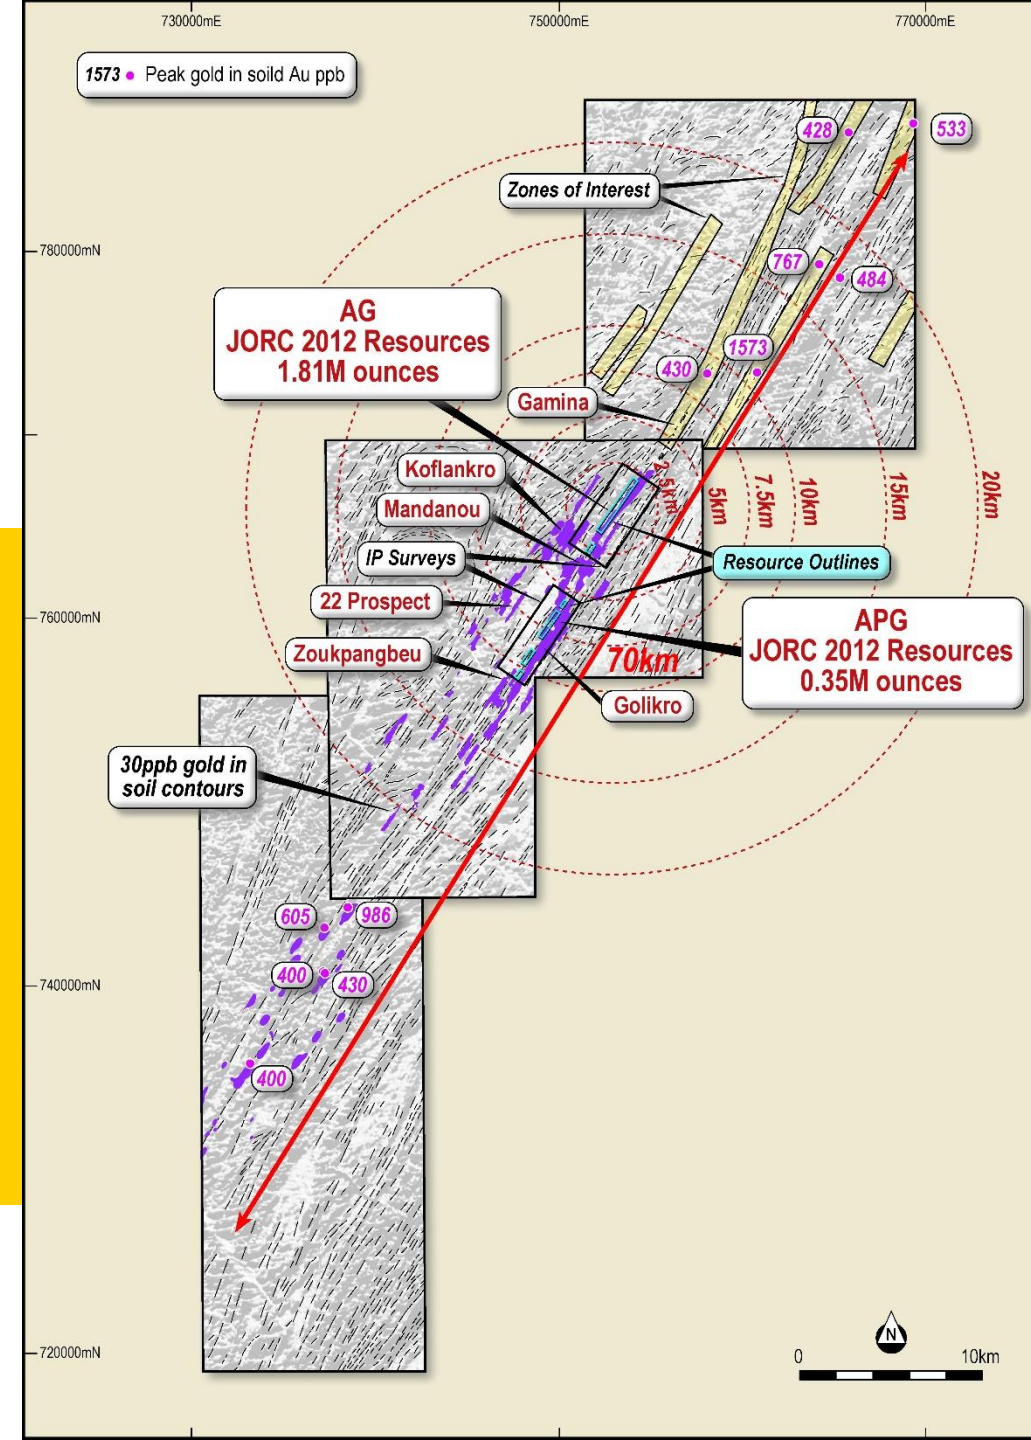 730000mE
750000mE
770000mE
1573 Peak gold in soild Au ppb
428
533
Zones of Interest
780000mN
767
484
AG
JORC 2012 Resources
1.81M ounces
1573
430
Gamina
Koflankro
2.5km
5km
7.5km
10km
15km
20km
Mandanou
IP Surveys
Resource Outlines
22 Prospect
760000mN
APG
JORC 2012 Resources
0.35M ounces
Zoukpangbeu
70km
Golikro
30ppb gold in
soil contours
605
986
400
430
740000mN
400
N
720000mN
0
10km